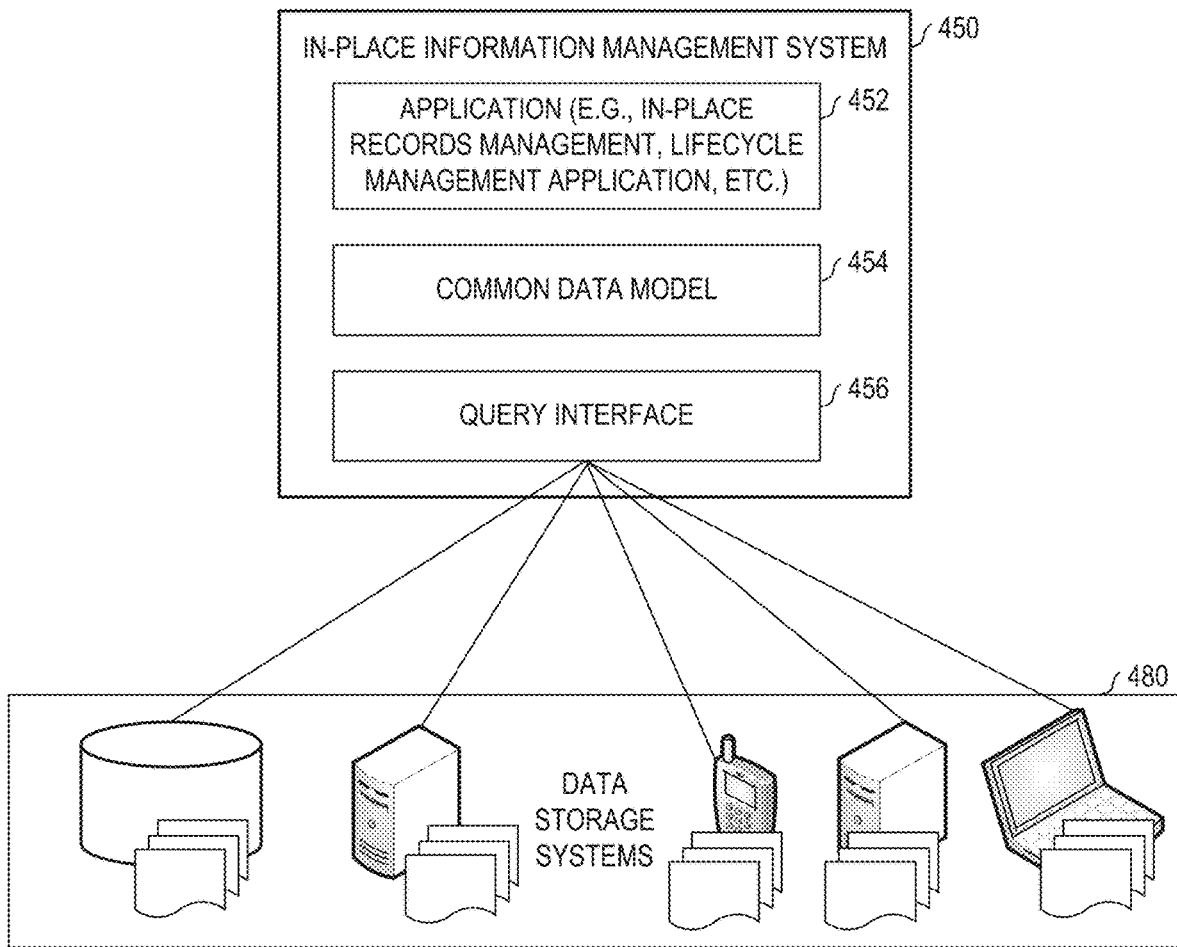 IN-PLACE INFORMATION MANAGEMENT SYSTEM
450
APPLICATION (E.G., IN-PLACE
RECORDS MANAGEMENT, LIFECYCLE
MANAGEMENT APPLICATION, ETC.)
452
COMMON DATA MODEL
454
QUERY INTERFACE
456
480
DATA
STORAGE
SYSTEMS